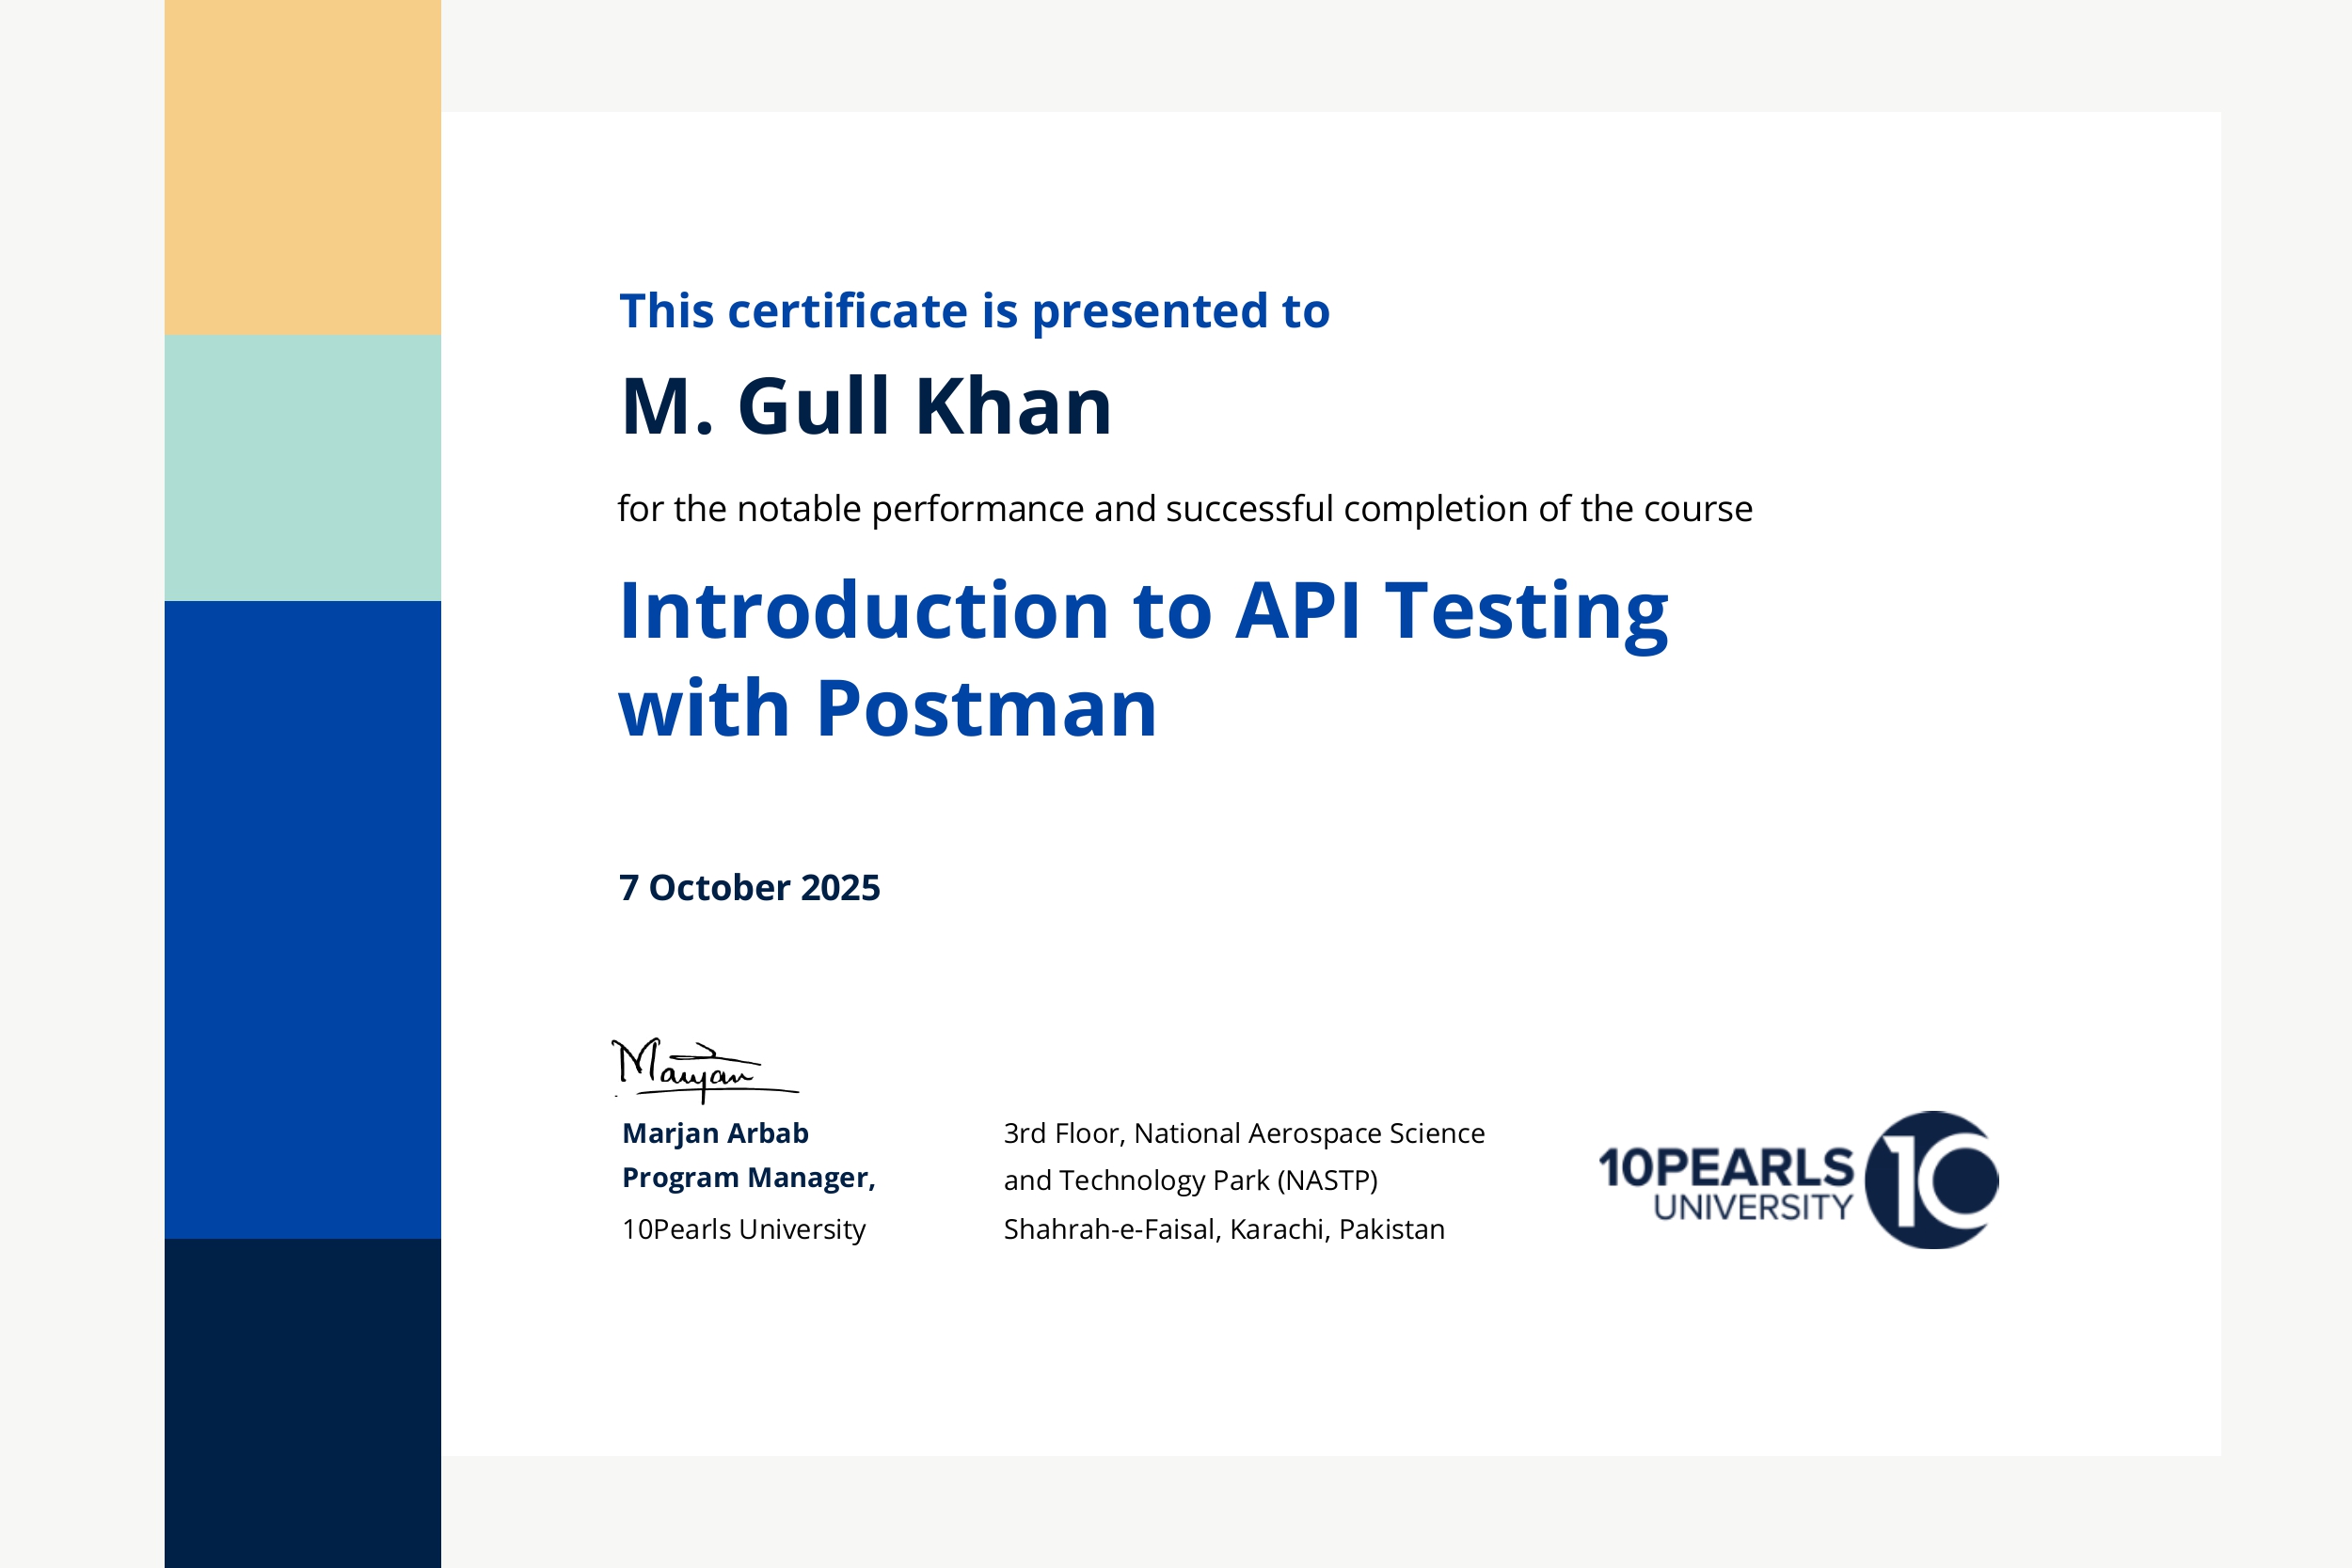 This certificate is presented to
M. Gull Khan
for the notable performance and successful completion of the course
Introduction to API Testing
with Postman
7 October 2025
Marjan
Marjan Arbab
Program Manager,
10Pearls University
3rd Floor, National Aerospace Science
and Technology Park (NASTP)
Shahrah-e-Faisal, Karachi, Pakistan
10PEARLS
UNIVERSITY
10